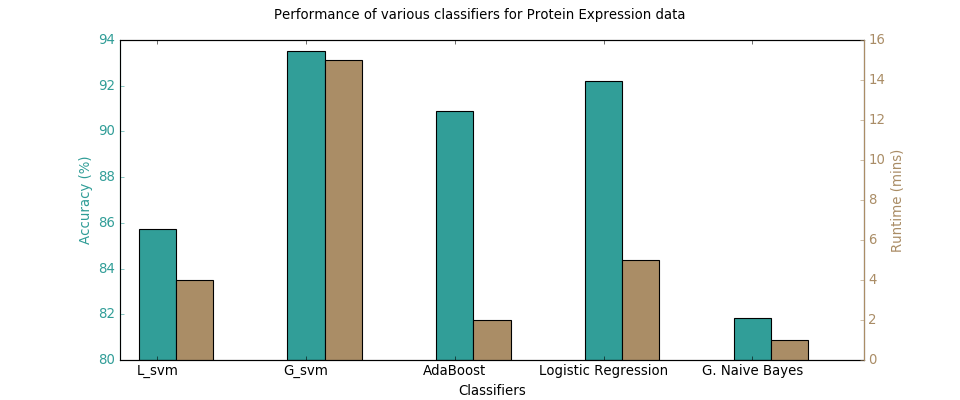 Performance of various classifiers for Protein Expression data
94
92
90
88
86
84
82
80
Accuracy (%)
16
14
12
10
8
6
4
2
0
Runtime (mins)
L_svm
G_svm
AdaBoost
Logistic Regression
G. Naive Bayes
Classifiers